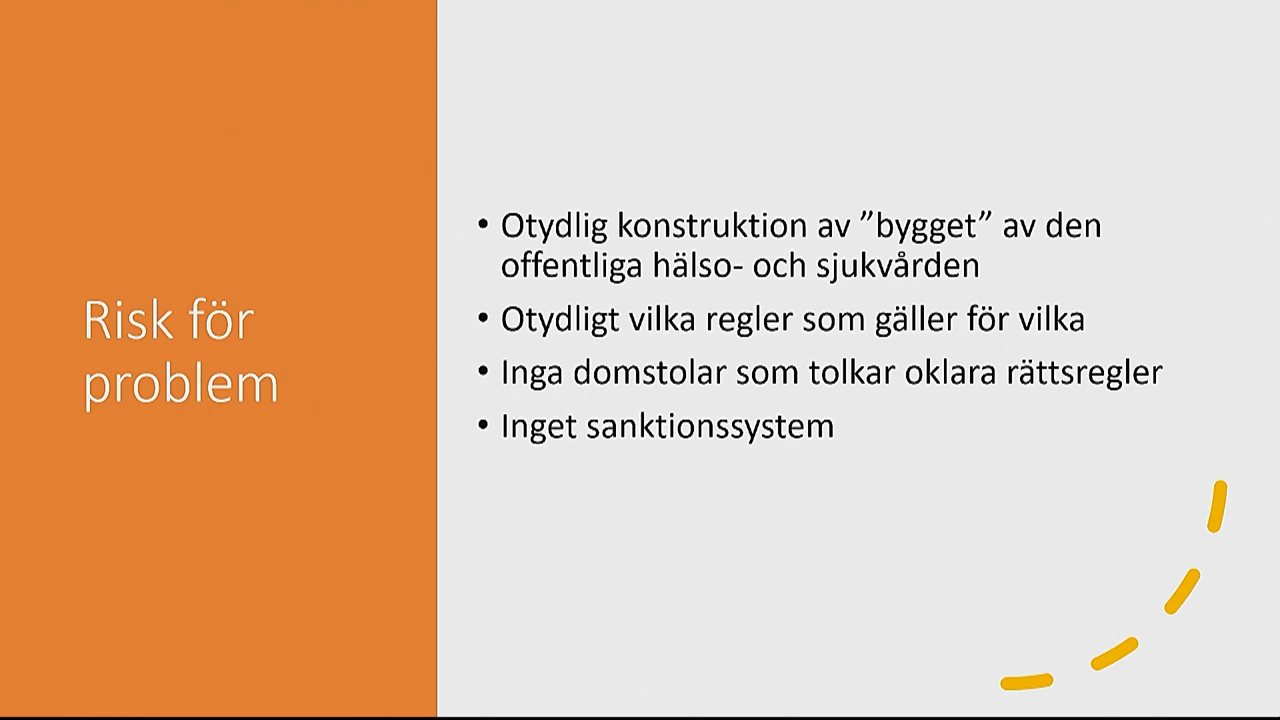 Risk för
problem
• Otydlig konstruktion av ”bygget” av den
offentliga hälso- och sjukvården
• Otydligt vilka regler som gäller för vilka
• Inga domstolar som tolkar oklara rättsregler
• Inget sanktionssystem